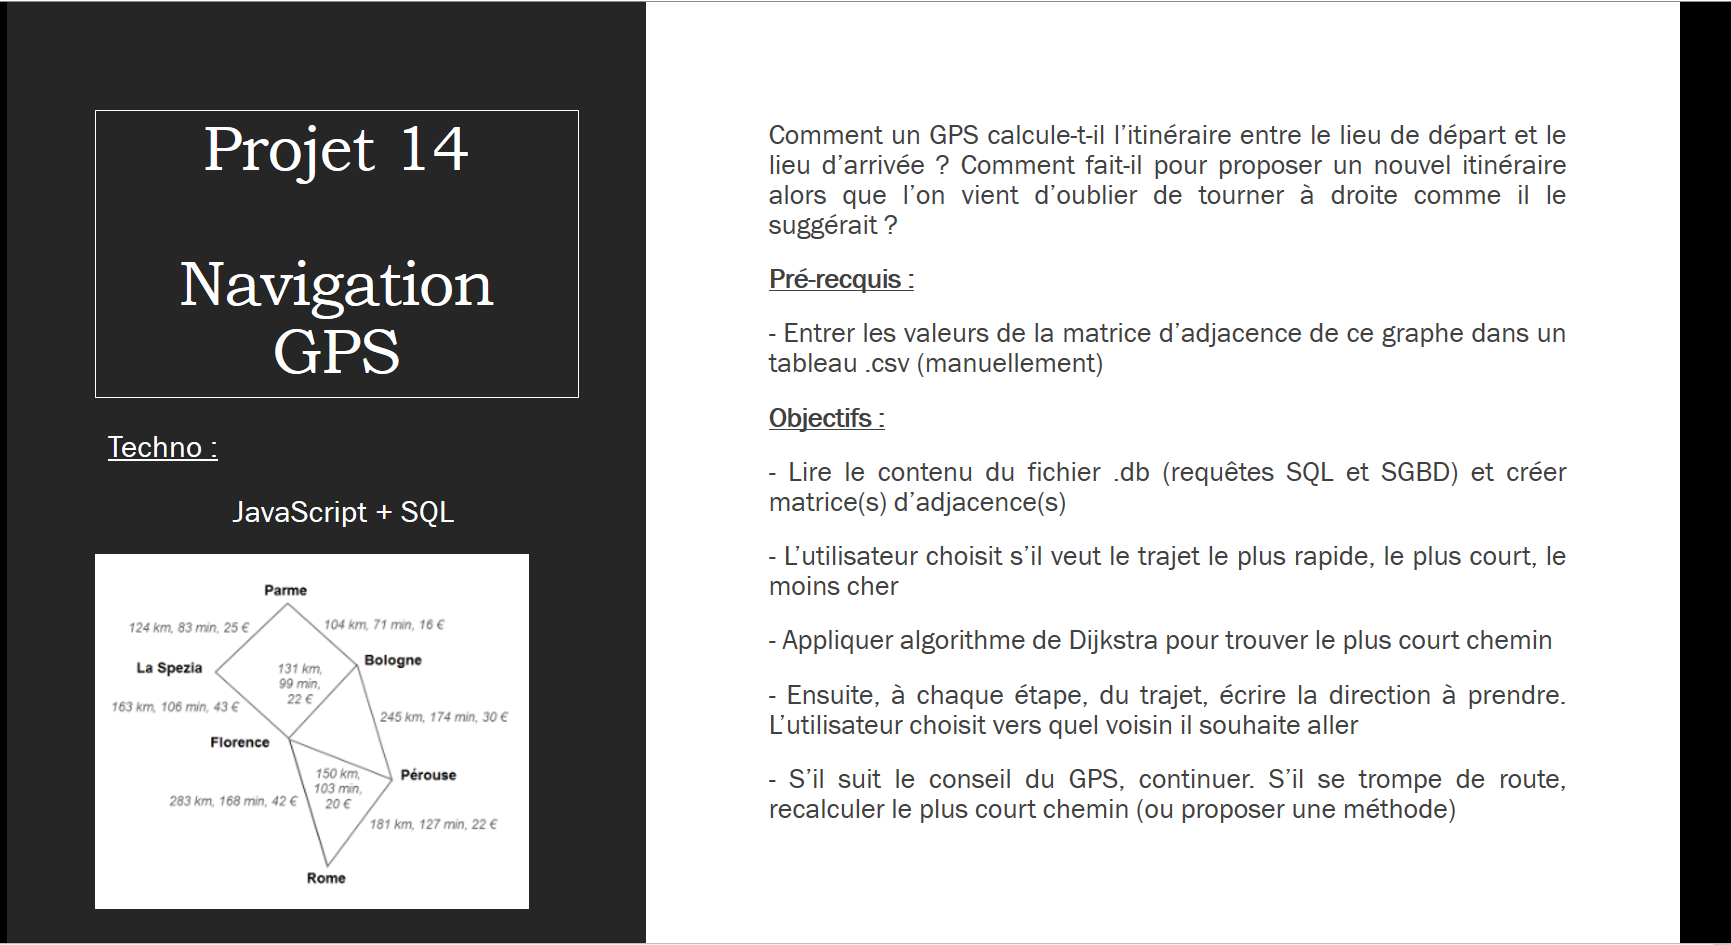 Projet 14
Navigation
GPS
Techno :
JavaScript + SQL
Parme
124 km, 83 min, 25 €
104 km, 71 min, 16 €
La Spezia
131 km,
99 min,
22 €
Bologne
163 km, 106 min, 43 €
245 km, 174 min, 30 €
Florence
150 km,
103 min,
20 €
Pérouse
283 km, 168 min, 42 €
181 km, 127 min, 22 €
Rome
Comment un GPS calcule-t-il l’itinéraire entre le lieu de départ et le
lieu d’arrivée ? Comment fait-il pour proposer un nouvel itinéraire
alors que l’on vient d’oublier de tourner à droite comme il le
suggérait ?
Pré-recquis :
- Entrer les valeurs de la matrice d’adjacence de ce graphe dans un
tableau .csv (manuellement)
Objectifs :
- Lire le contenu du fichier .db (requêtes SQL et SGBD) et créer
matrice(s) d’adjacence(s)
- L’utilisateur choisit s’il veut le trajet le plus rapide, le plus court, le
moins cher
- Appliquer algorithme de Dijkstra pour trouver le plus court chemin
- Ensuite, à chaque étape, du trajet, écrire la direction à prendre.
L’utilisateur choisit vers quel voisin il souhaite aller
- S’il suit le conseil du GPS, continuer. S’il se trompe de route,
recalculer le plus court chemin (ou proposer une méthode)